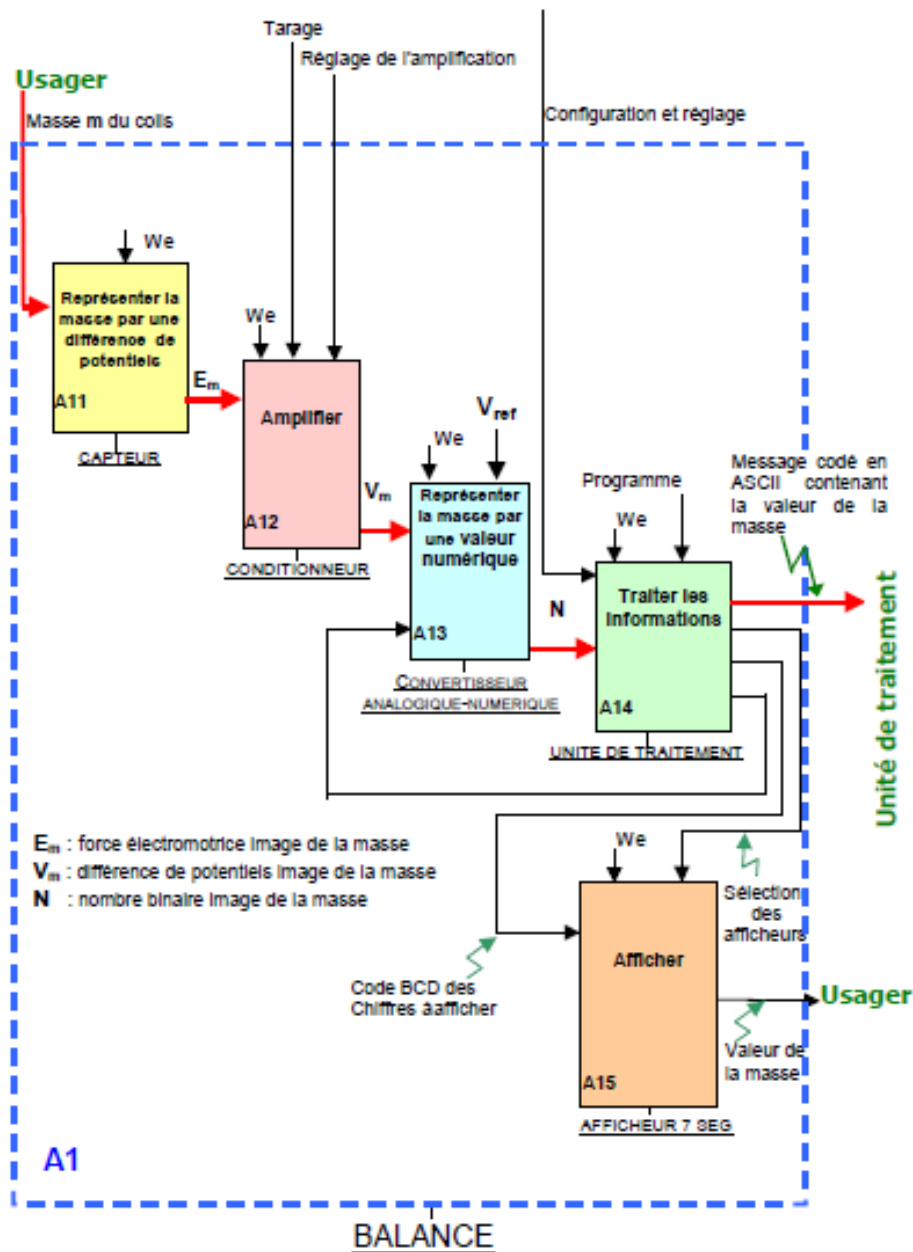 Tarage
Réglage de l'amplification
Usager
Masse m du colis
Configuration et réglage
We
Représenter la
masse par une
différence de
potentiels
A11
CAPTEUR
Em
We
Amplifier
A12
CONDITIONNEUR
Vm
We
Vref
Représenter
la masse par
une valeur
numérique
A13
CONVERTISSEUR
ANALOGIQUE-NUMERIQUE
N
Programme
We
Traiter les
informations
A14
UNITE DE TRAITEMENT
Message codé en
ASCII contenant
la valeur de la
masse
Unité de traitement
Em : force électromotrice image de la masse
Vm : différence de potentiels image de la masse
N : nombre binaire image de la masse
We
Sélection
des
afficheurs
Afficher
A15
AFFICHEUR 7 SEG
Code BCD des
Chiffres àafficher
Usager
Valeur de
la masse
A1
BALANCE